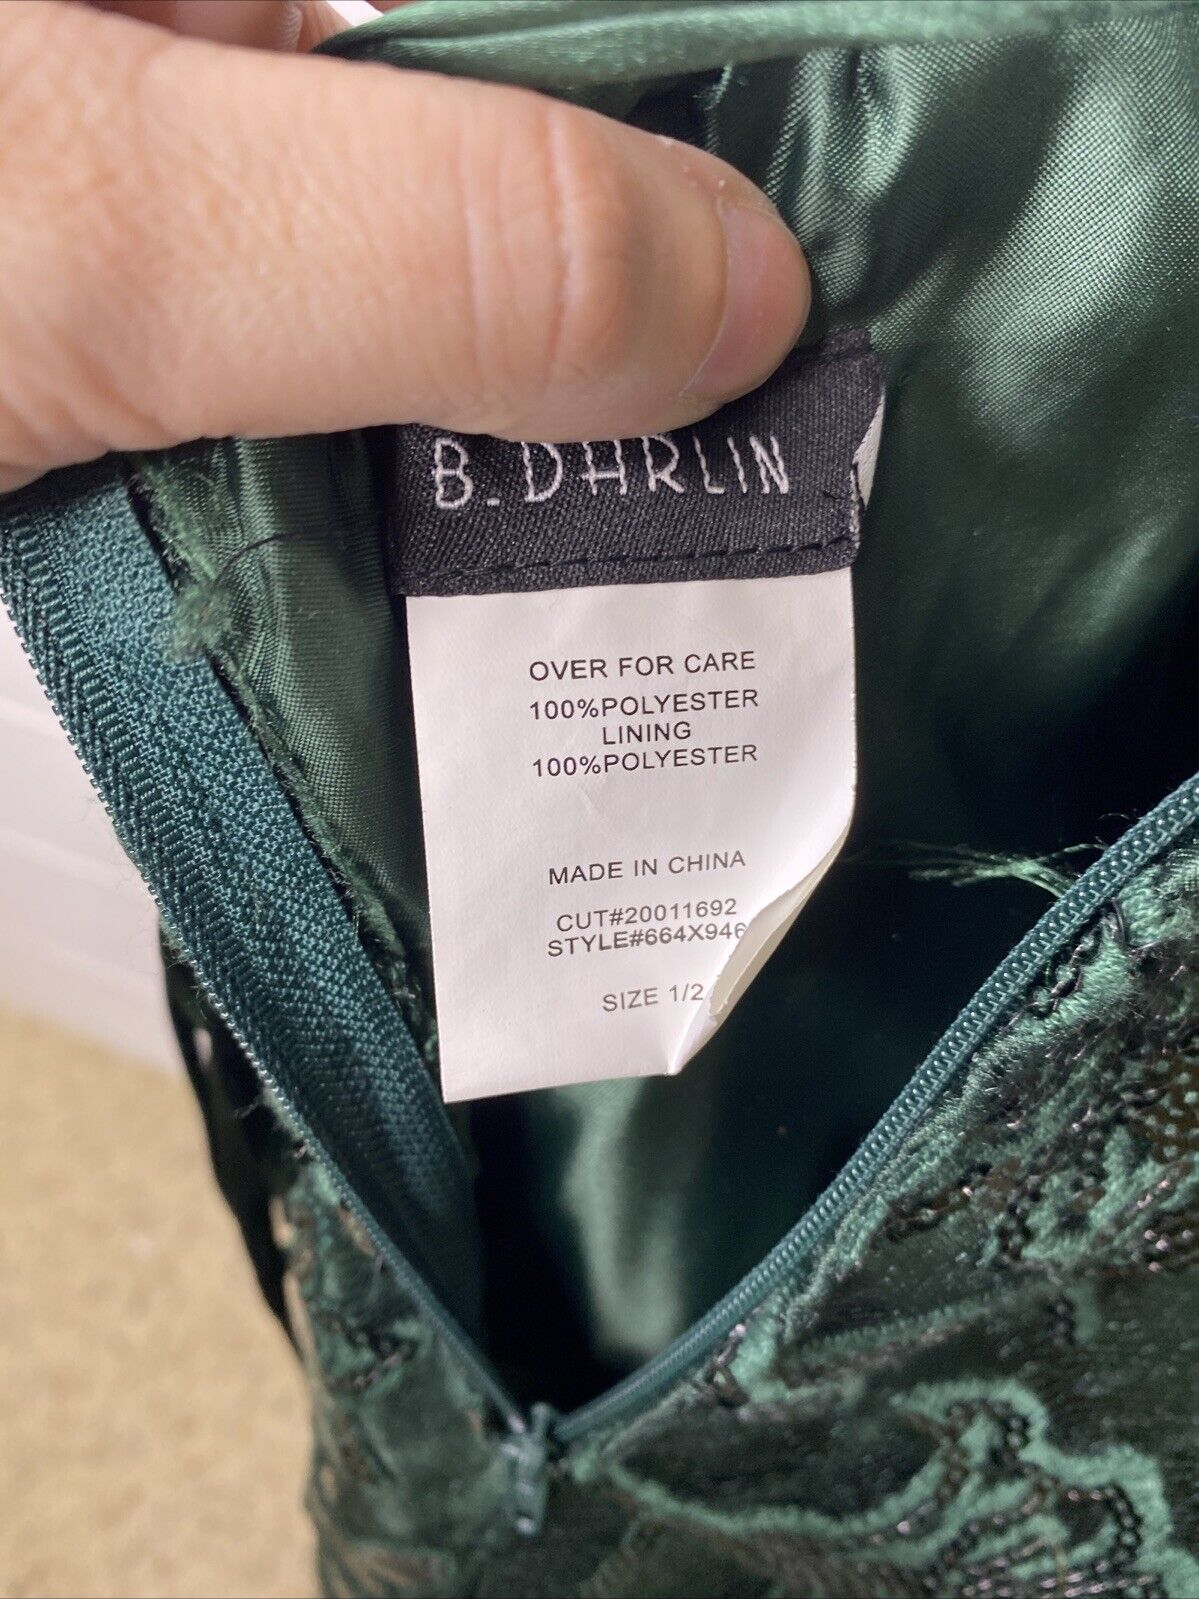 B. DARLIN
OVER FOR CARE
100%POLYESTER
LINING
100%POLYESTER
MADE IN CHINA
CUT#20011692
STYLE#664X946
SIZE 1/2